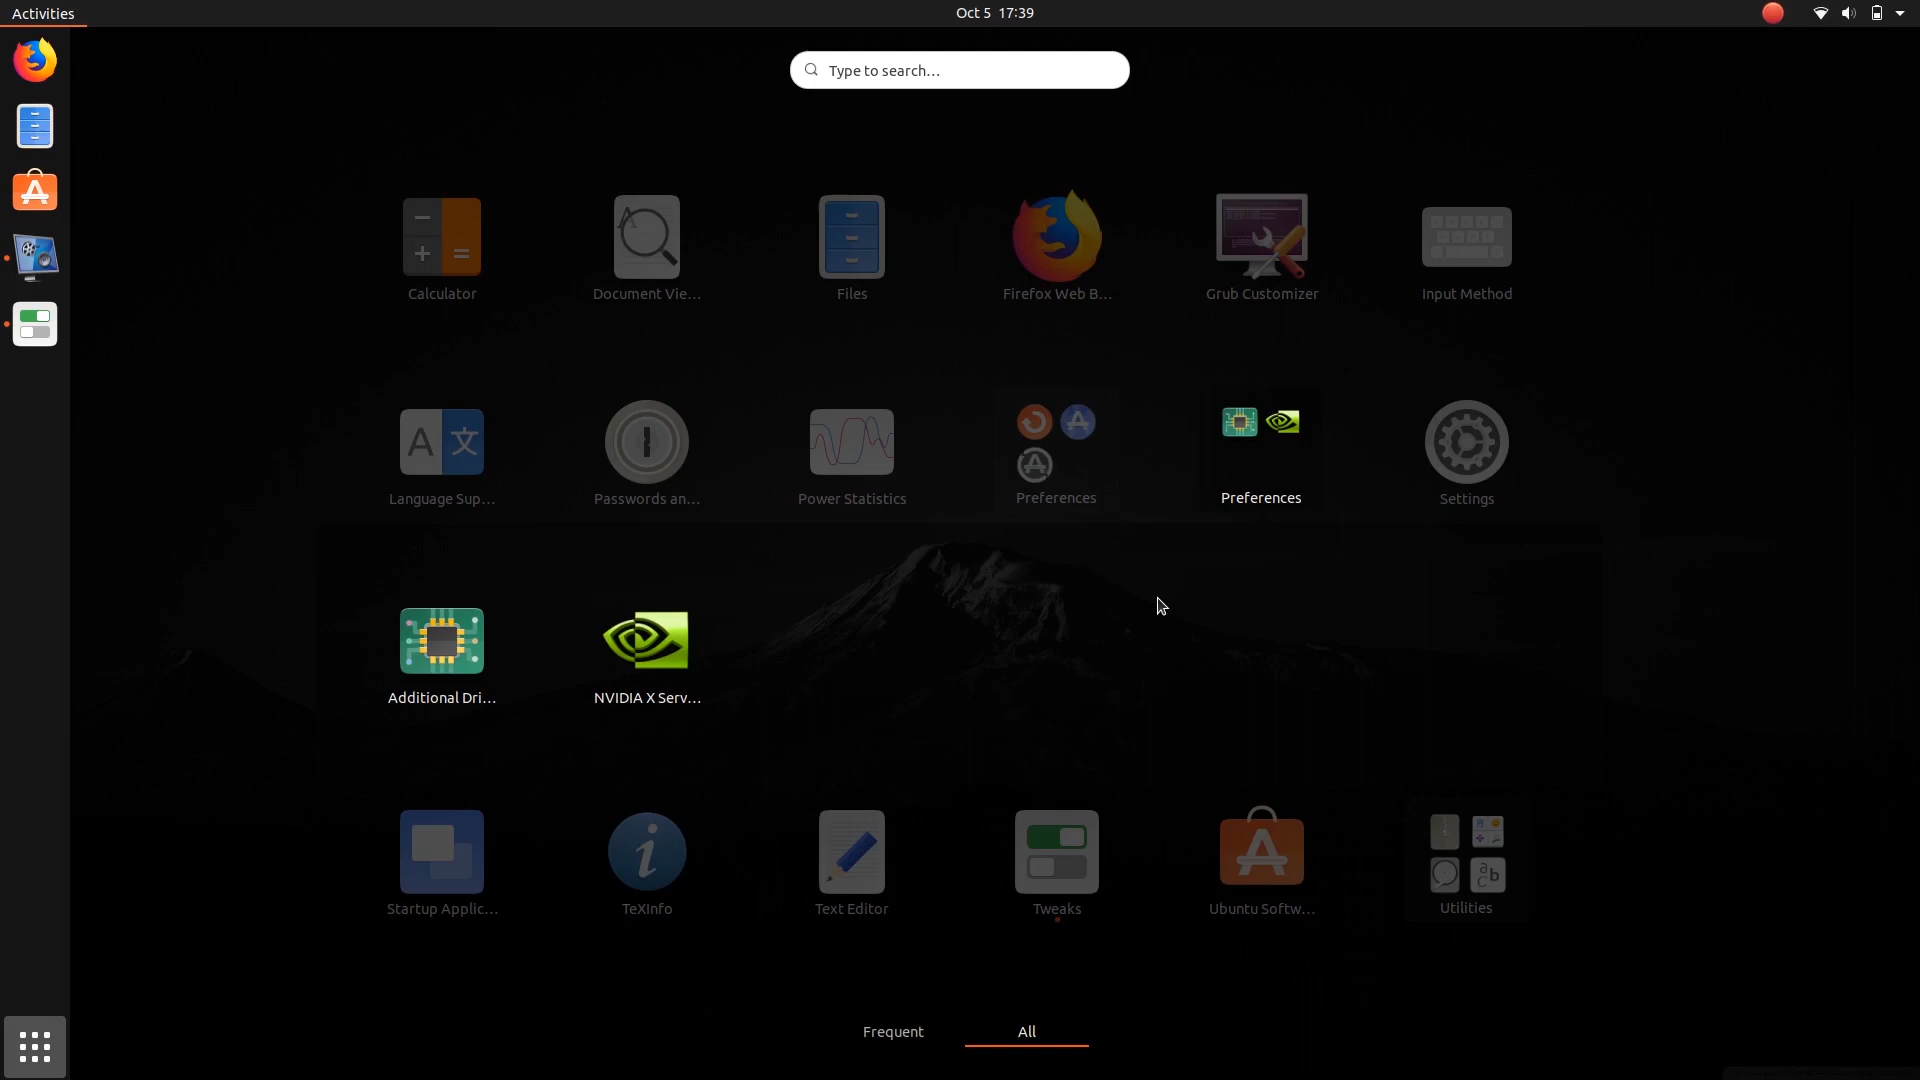 Activities
Oct 5 17:39
Type to search…
Calculator
Document Vie…
Files
Firefox Web B…
Grub Customizer
Input Method
Language Sup…
Passwords an…
Power Statistics
Preferences
Preferences
Settings
Additional Dri…
NVIDIA X Serv…
Startup Applic…
TeXInfo
Text Editor
Tweaks
Ubuntu Softw…
Utilities
Frequent
All